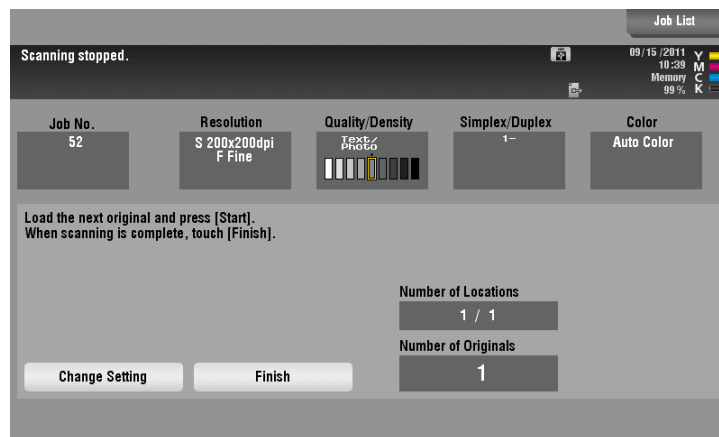 Job List
Scanning stopped.
09/15 /2011
10:39
Memory
99 %
Y
M
C
K
Job No.
52
Resolution
S 200x200dpi
F Fine
Quality/Density
Text/
Photo
Simplex/Duplex
1-
Color
Auto Color
Load the next original and press [Start].
When scanning is complete, touch [Finish].
Number of Locations
1 / 1
Number of Originals
1
Change Setting
Finish